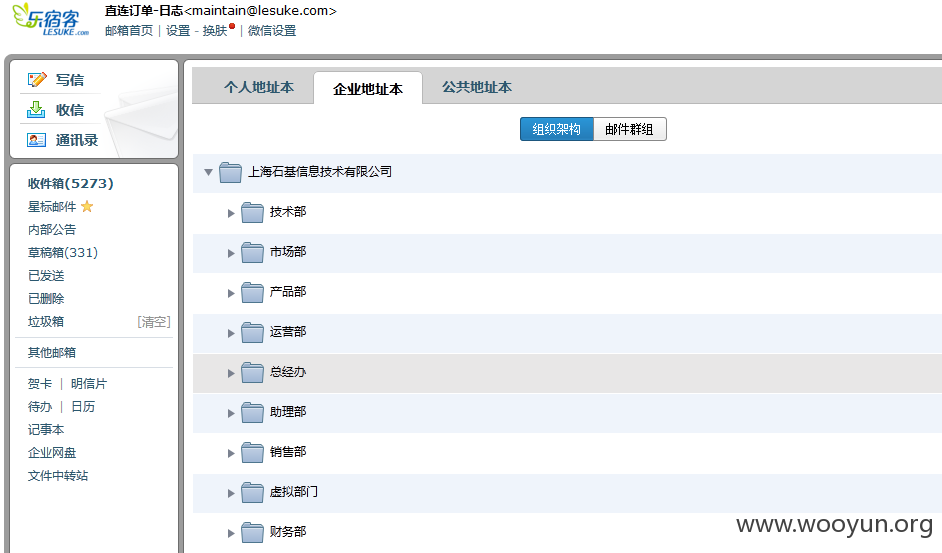 乐宿客
LESUKE.com
直连订单-日志<maintain@lesuke.com>
邮箱首页 | 设置 - 换肤 | 微信设置
写信
收信
通讯录
收件箱(5273)
星标邮件
内部公告
草稿箱(331)
已发送
已删除
垃圾箱 [清空]
其他邮箱
贺卡 | 明信片
待办 | 日历
记事本
企业网盘
文件中转站
个人地址本 企业地址本 公共地址本
组织架构 邮件群组
上海石基信息技术有限公司
技术部
市场部
产品部
运营部
总经办
助理部
销售部
虚拟部门
财务部
www.wooyun.org